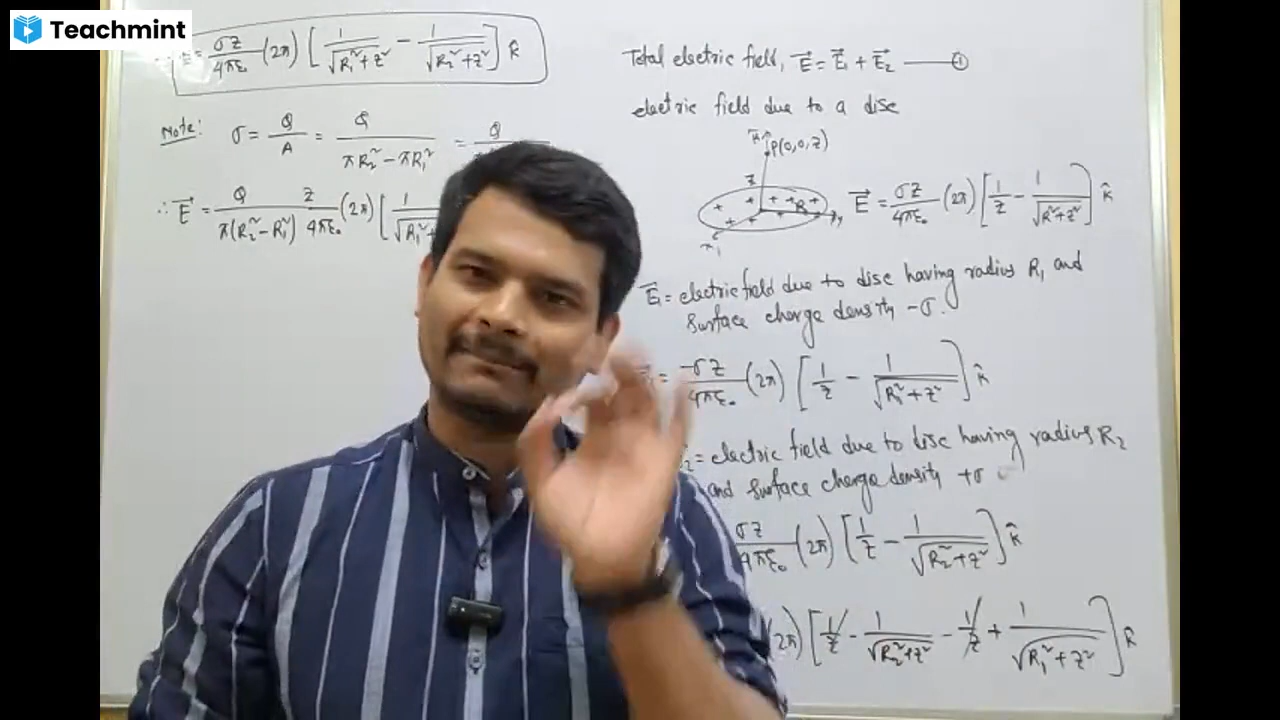 Teachmint
∴ E = σz/4πε₀ (2π) [ 1/√(R₁²+z²) − 1/√(R₂²+z²) ] k̂
Note: σ = Q/A = Q/(πR₂²−πR₁²) = Q
∴ E⃗ = Q/π(R₂²−R₁²) z/4πε₀ (2π) [ 1/√(R₁²+
Total electric field, E⃗ = E⃗₁ + E⃗₂ —— ①
electric field due to a disc
P(0,0,z)
z
R
y
x
E⃗ = σz/4πε₀ (2π) [ 1/z − 1/√(R²+z²) ] k̂
E⃗₁ = electric field due to disc having radius R₁ and
surface charge density −σ.
= −σz/4πε₀ (2π) [ 1/z − 1/√(R₁²+z²) ] k̂
₂ = electric field due to disc having radius R₂
and surface charge density +σ
σz/4πε₀ (2π) [ 1/z − 1/√(R₂²+z²) ] k̂
(2π) [ 1/z − 1/√(R₂²+z²) − 1/z + 1/√(R₁²+z²) ] k̂